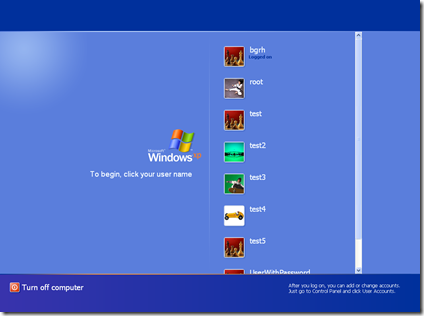 bgrh
Logged on
root
test
test2
Microsoft
Windows xp
To begin, click your user name
test3
test4
test5
UserWithPassword
Turn off computer
After you log on, you can add or change accounts.
Just go to Control Panel and click User Accounts.